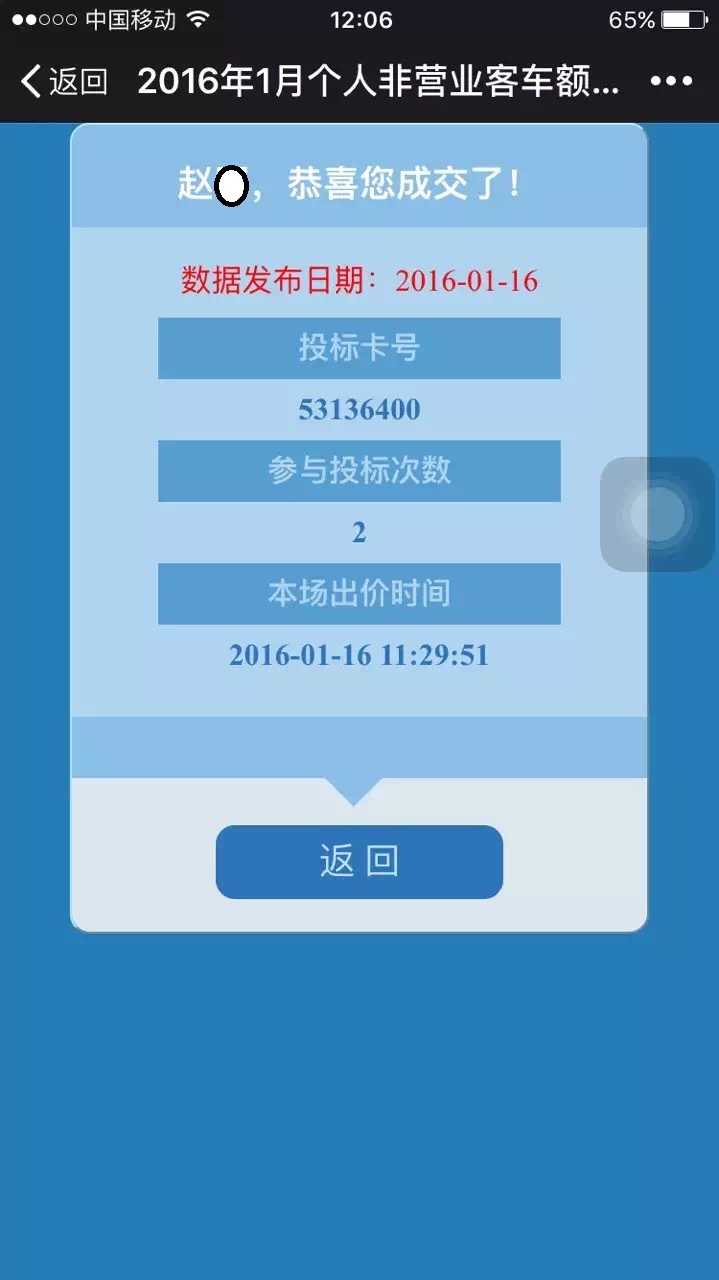 中国移动 12:06 65%
返回 2016年1月个人非营业客车额...
赵 ，恭喜您成交了！
数据发布日期：2016-01-16
投标卡号
53136400
参与投标次数
2
本场出价时间
2016-01-16 11:29:51
返 回